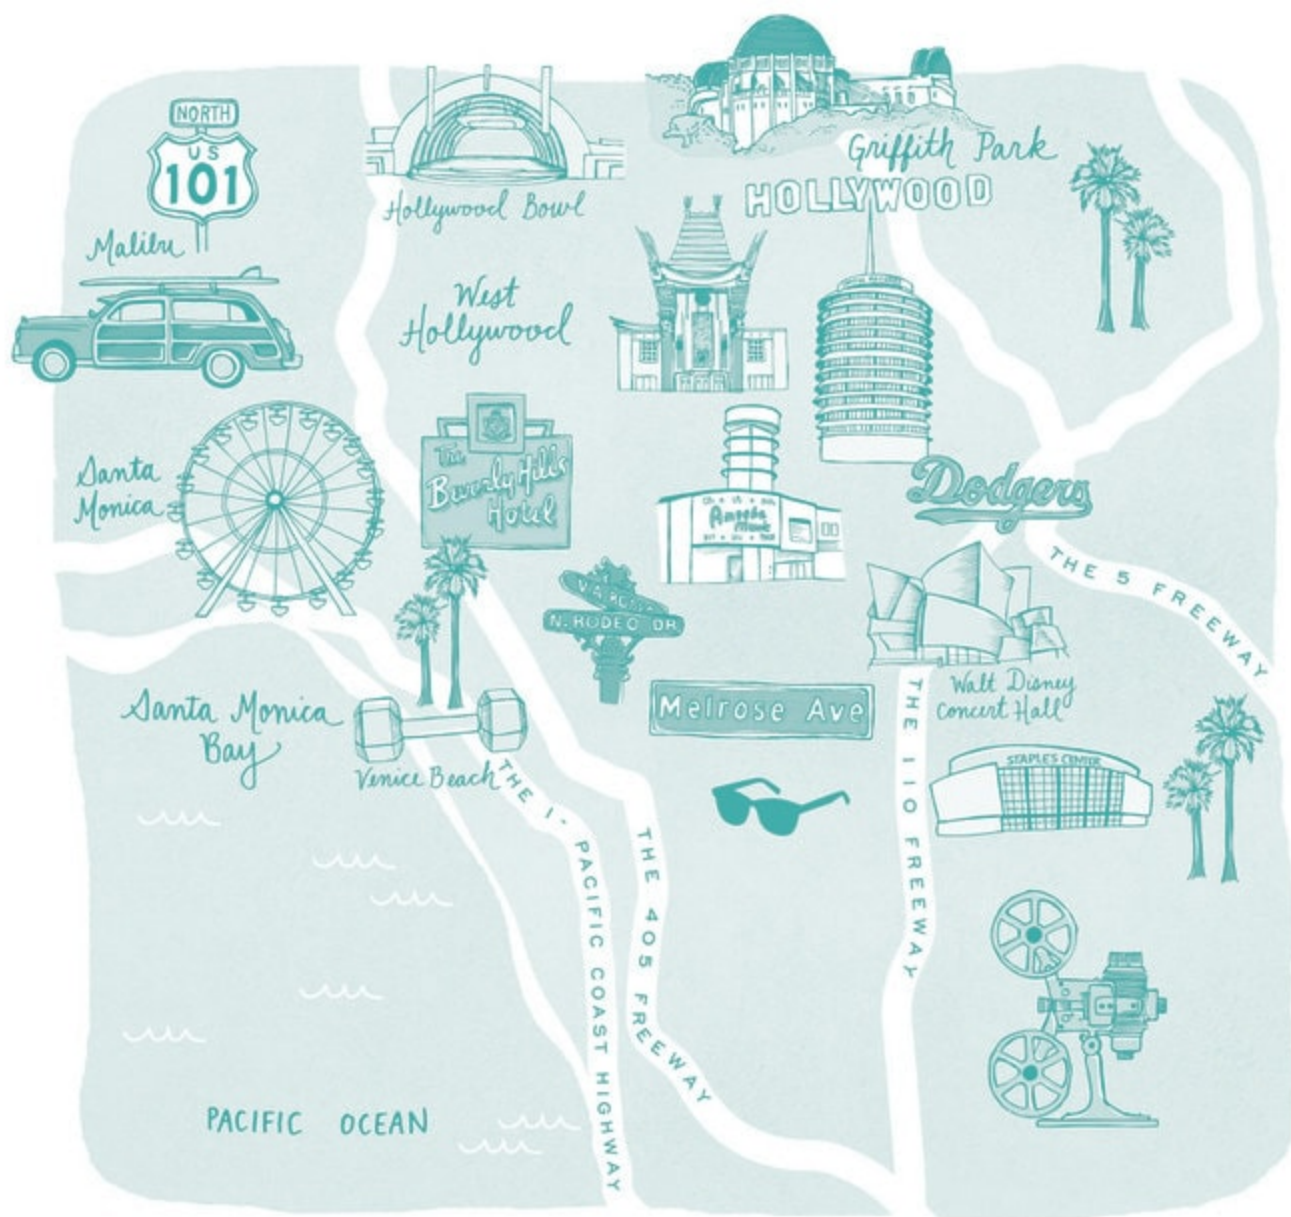 NORTH
US
101
Malibu
Hollywood Bowl
Griffith Park
HOLLYWOOD
West
Hollywood
Santa
Monica
The
Beverly Hills
Hotel
Amoeba
Music
Dodgers
THE 5 FREEWAY
N. RODEO DR
Melrose Ave
Walt Disney
Concert Hall
THE 110 FREEWAY
STAPLES CENTER
Santa Monica
Bay
Venice Beach
THE 1 - PACIFIC COAST HIGHWAY
THE 405 FREEWAY
PACIFIC OCEAN